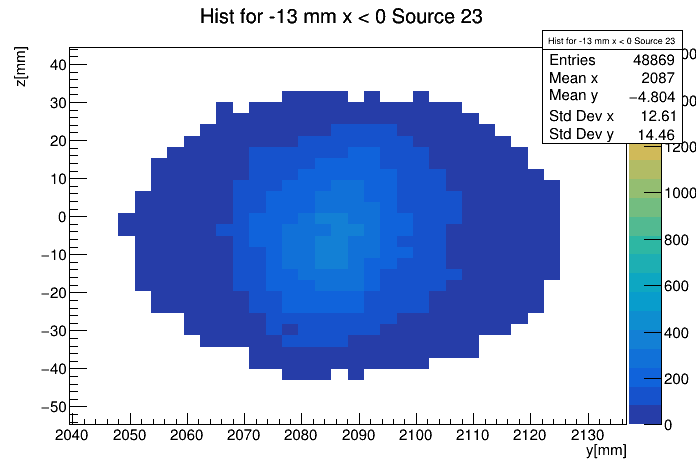 Hist for -13 mm x < 0 Source 23
z[mm]
40
30
20
10
0
−10
−20
−30
−40
−50
2040 2050 2060 2070 2080 2090 2100 2110 2120 2130
y[mm]
Hist for -13 mm x < 0 Source 23
Entries 48869
Mean x 2087
Mean y −4.804
Std Dev x 12.61
Std Dev y 14.46
1200
1000
800
600
400
200
0